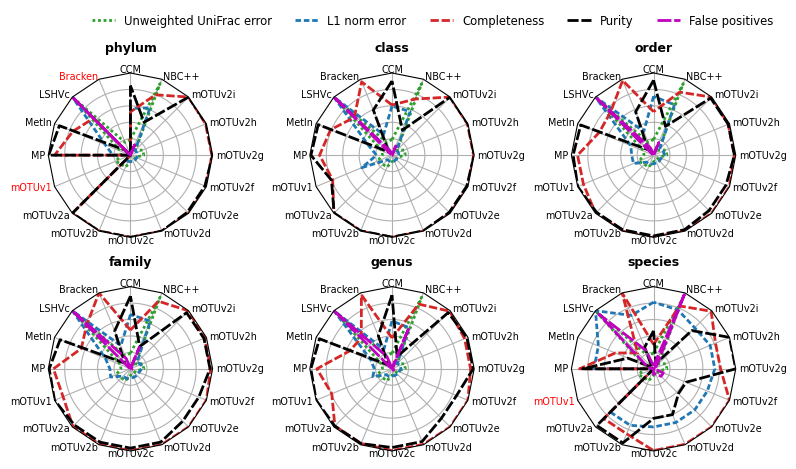 Unweighted UniFrac error L1 norm error Completeness Purity False positives
phylum class order
CCM NBC++ mOTUv2i mOTUv2h mOTUv2g mOTUv2f mOTUv2e mOTUv2d mOTUv2c mOTUv2b mOTUv2a mOTUv1 MP MetIn LSHVc Bracken
CCM NBC++ mOTUv2i mOTUv2h mOTUv2g mOTUv2f mOTUv2e mOTUv2d mOTUv2c mOTUv2b mOTUv2a mOTUv1 MP MetIn LSHVc Bracken
CCM NBC++ mOTUv2i mOTUv2h mOTUv2g mOTUv2f mOTUv2e mOTUv2d mOTUv2c mOTUv2b mOTUv2a mOTUv1 MP MetIn LSHVc Bracken
family genus species
CCM NBC++ mOTUv2i mOTUv2h mOTUv2g mOTUv2f mOTUv2e mOTUv2d mOTUv2c mOTUv2b mOTUv2a mOTUv1 MP MetIn LSHVc Bracken
CCM NBC++ mOTUv2i mOTUv2h mOTUv2g mOTUv2f mOTUv2e mOTUv2d mOTUv2c mOTUv2b mOTUv2a mOTUv1 MP MetIn LSHVc Bracken
CCM NBC++ mOTUv2i mOTUv2h mOTUv2g mOTUv2f mOTUv2e mOTUv2d mOTUv2c mOTUv2b mOTUv2a mOTUv1 MP MetIn LSHVc Bracken